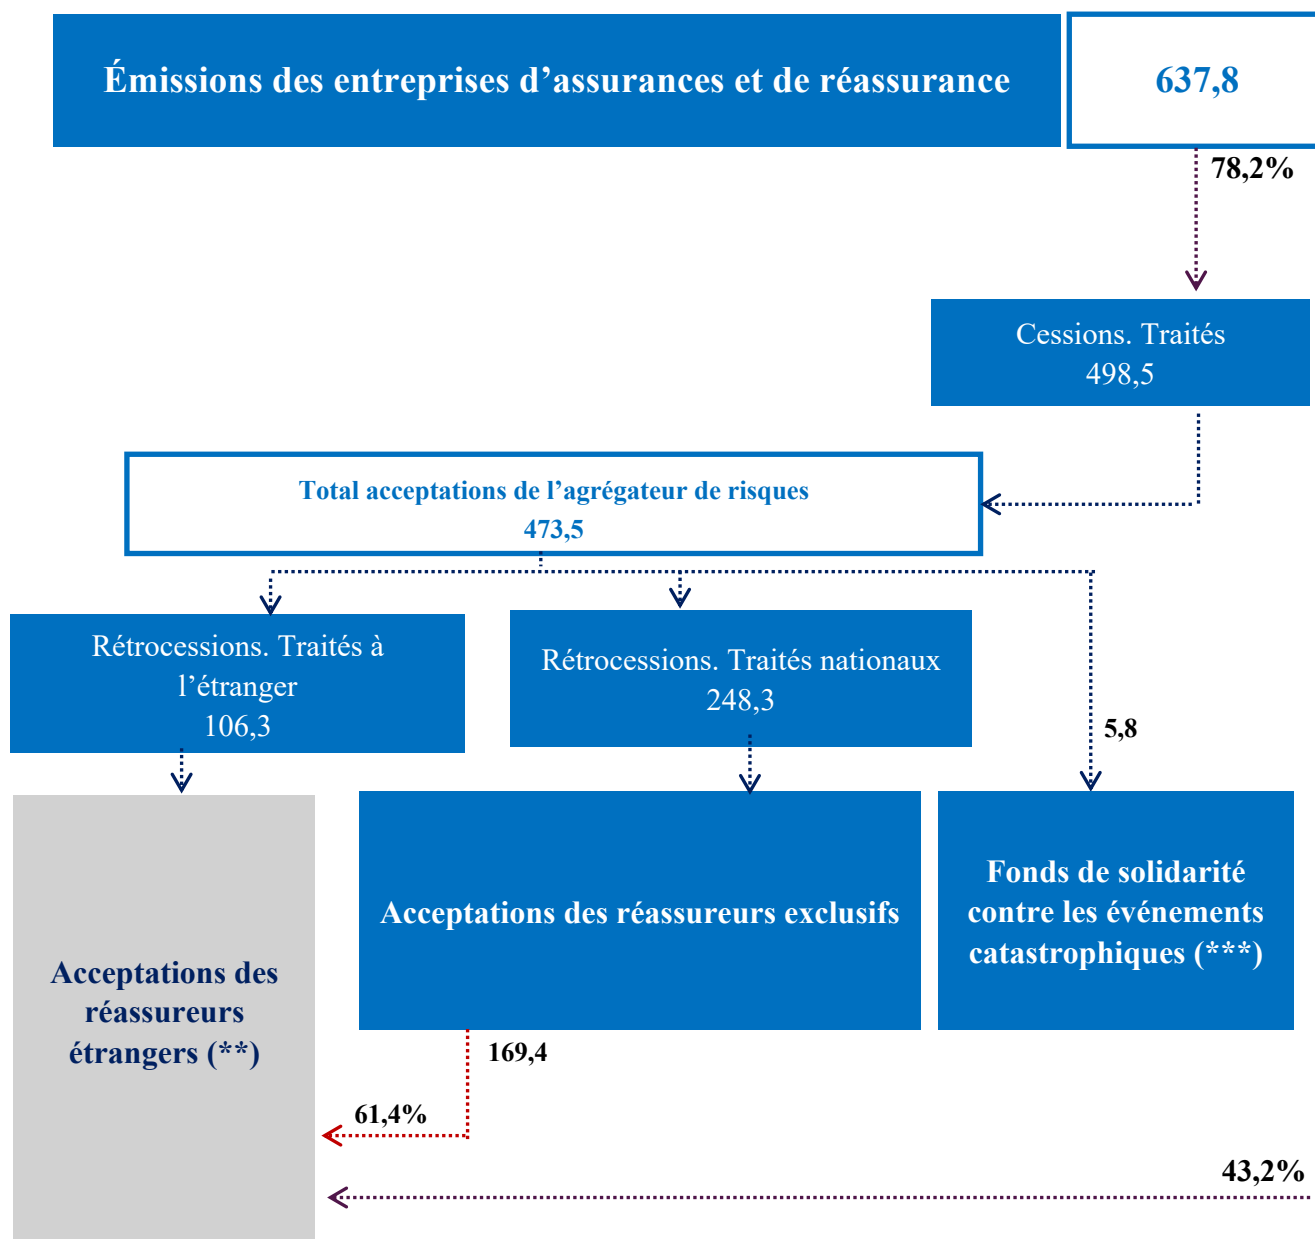 Émissions des entreprises d’assurances et de réassurance
637,8
78,2%
Cessions. Traités
498,5
Total acceptations de l’agrégateur de risques
473,5
Rétrocessions. Traités à
l’étranger
106,3
Rétrocessions. Traités nationaux
248,3
5,8
Acceptations des
réassureurs
étrangers (**)
Acceptations des réassureurs exclusifs
Fonds de solidarité
contre les événements
catastrophiques (***)
169,4
61,4%
43,2%